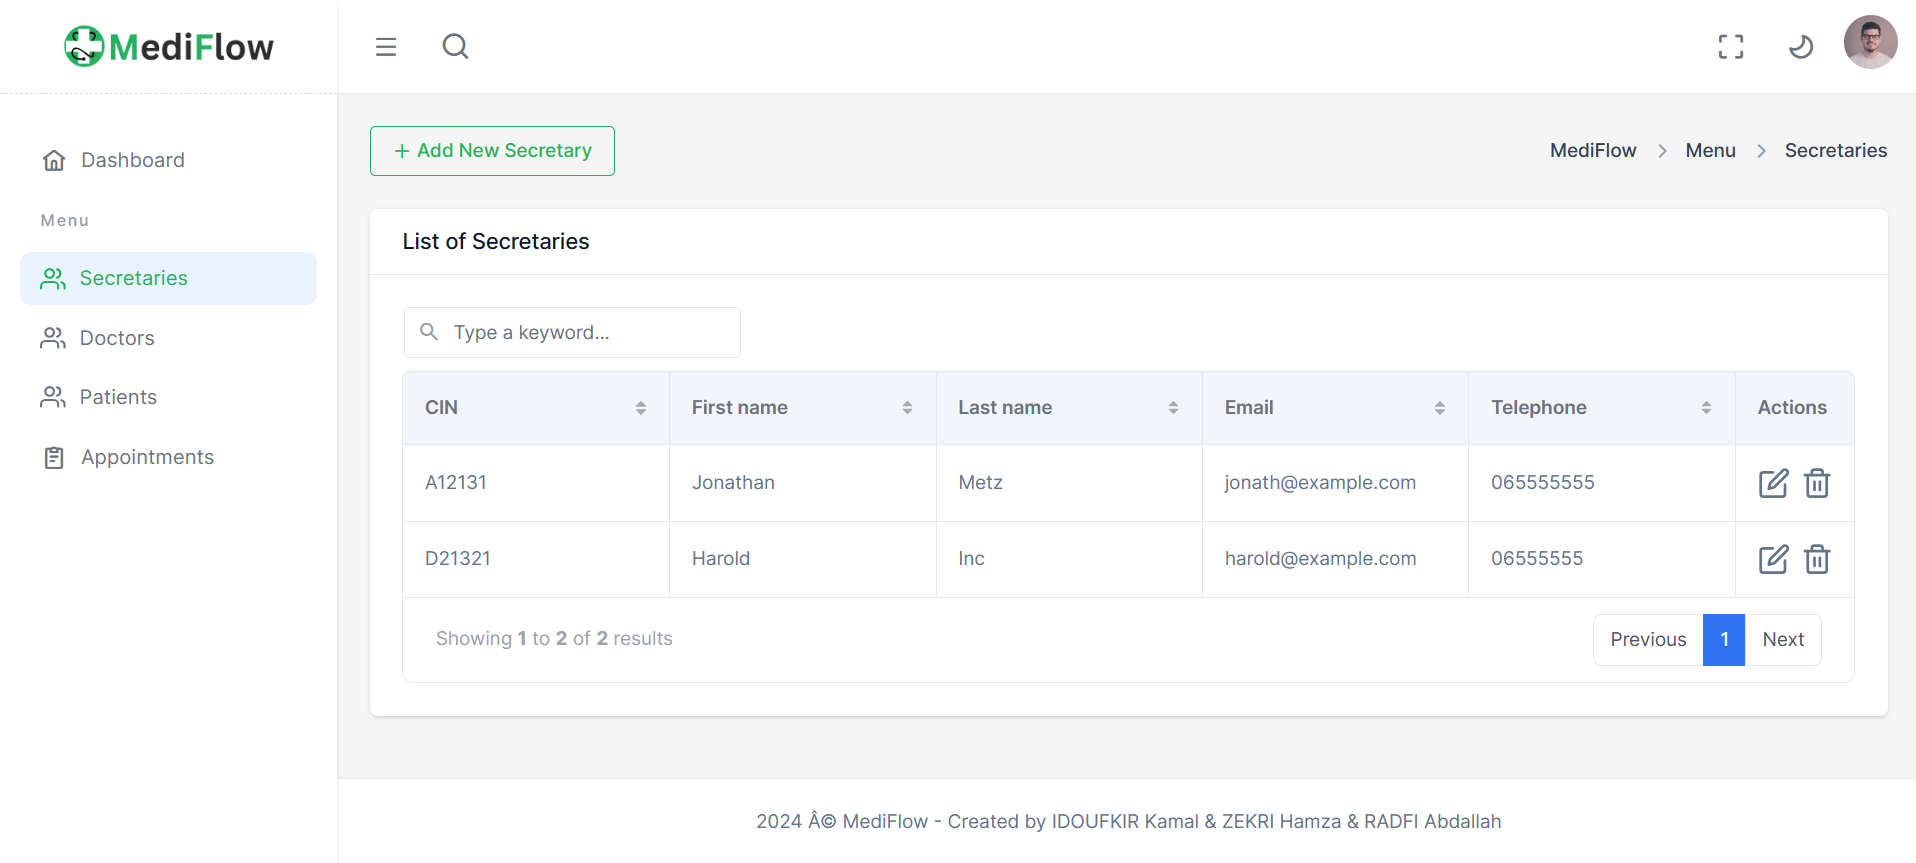 MediFlow
Dashboard
Menu
Secretaries
Doctors
Patients
Appointments
+ Add New Secretary
MediFlow > Menu > Secretaries
List of Secretaries
Type a keyword...
CIN First name Last name Email Telephone Actions
A12131 Jonathan Metz jonath@example.com 065555555
D21321 Harold Inc harold@example.com 06555555
Showing 1 to 2 of 2 results
Previous 1 Next
2024 Â© MediFlow - Created by IDOUFKIR Kamal & ZEKRI Hamza & RADFI Abdallah